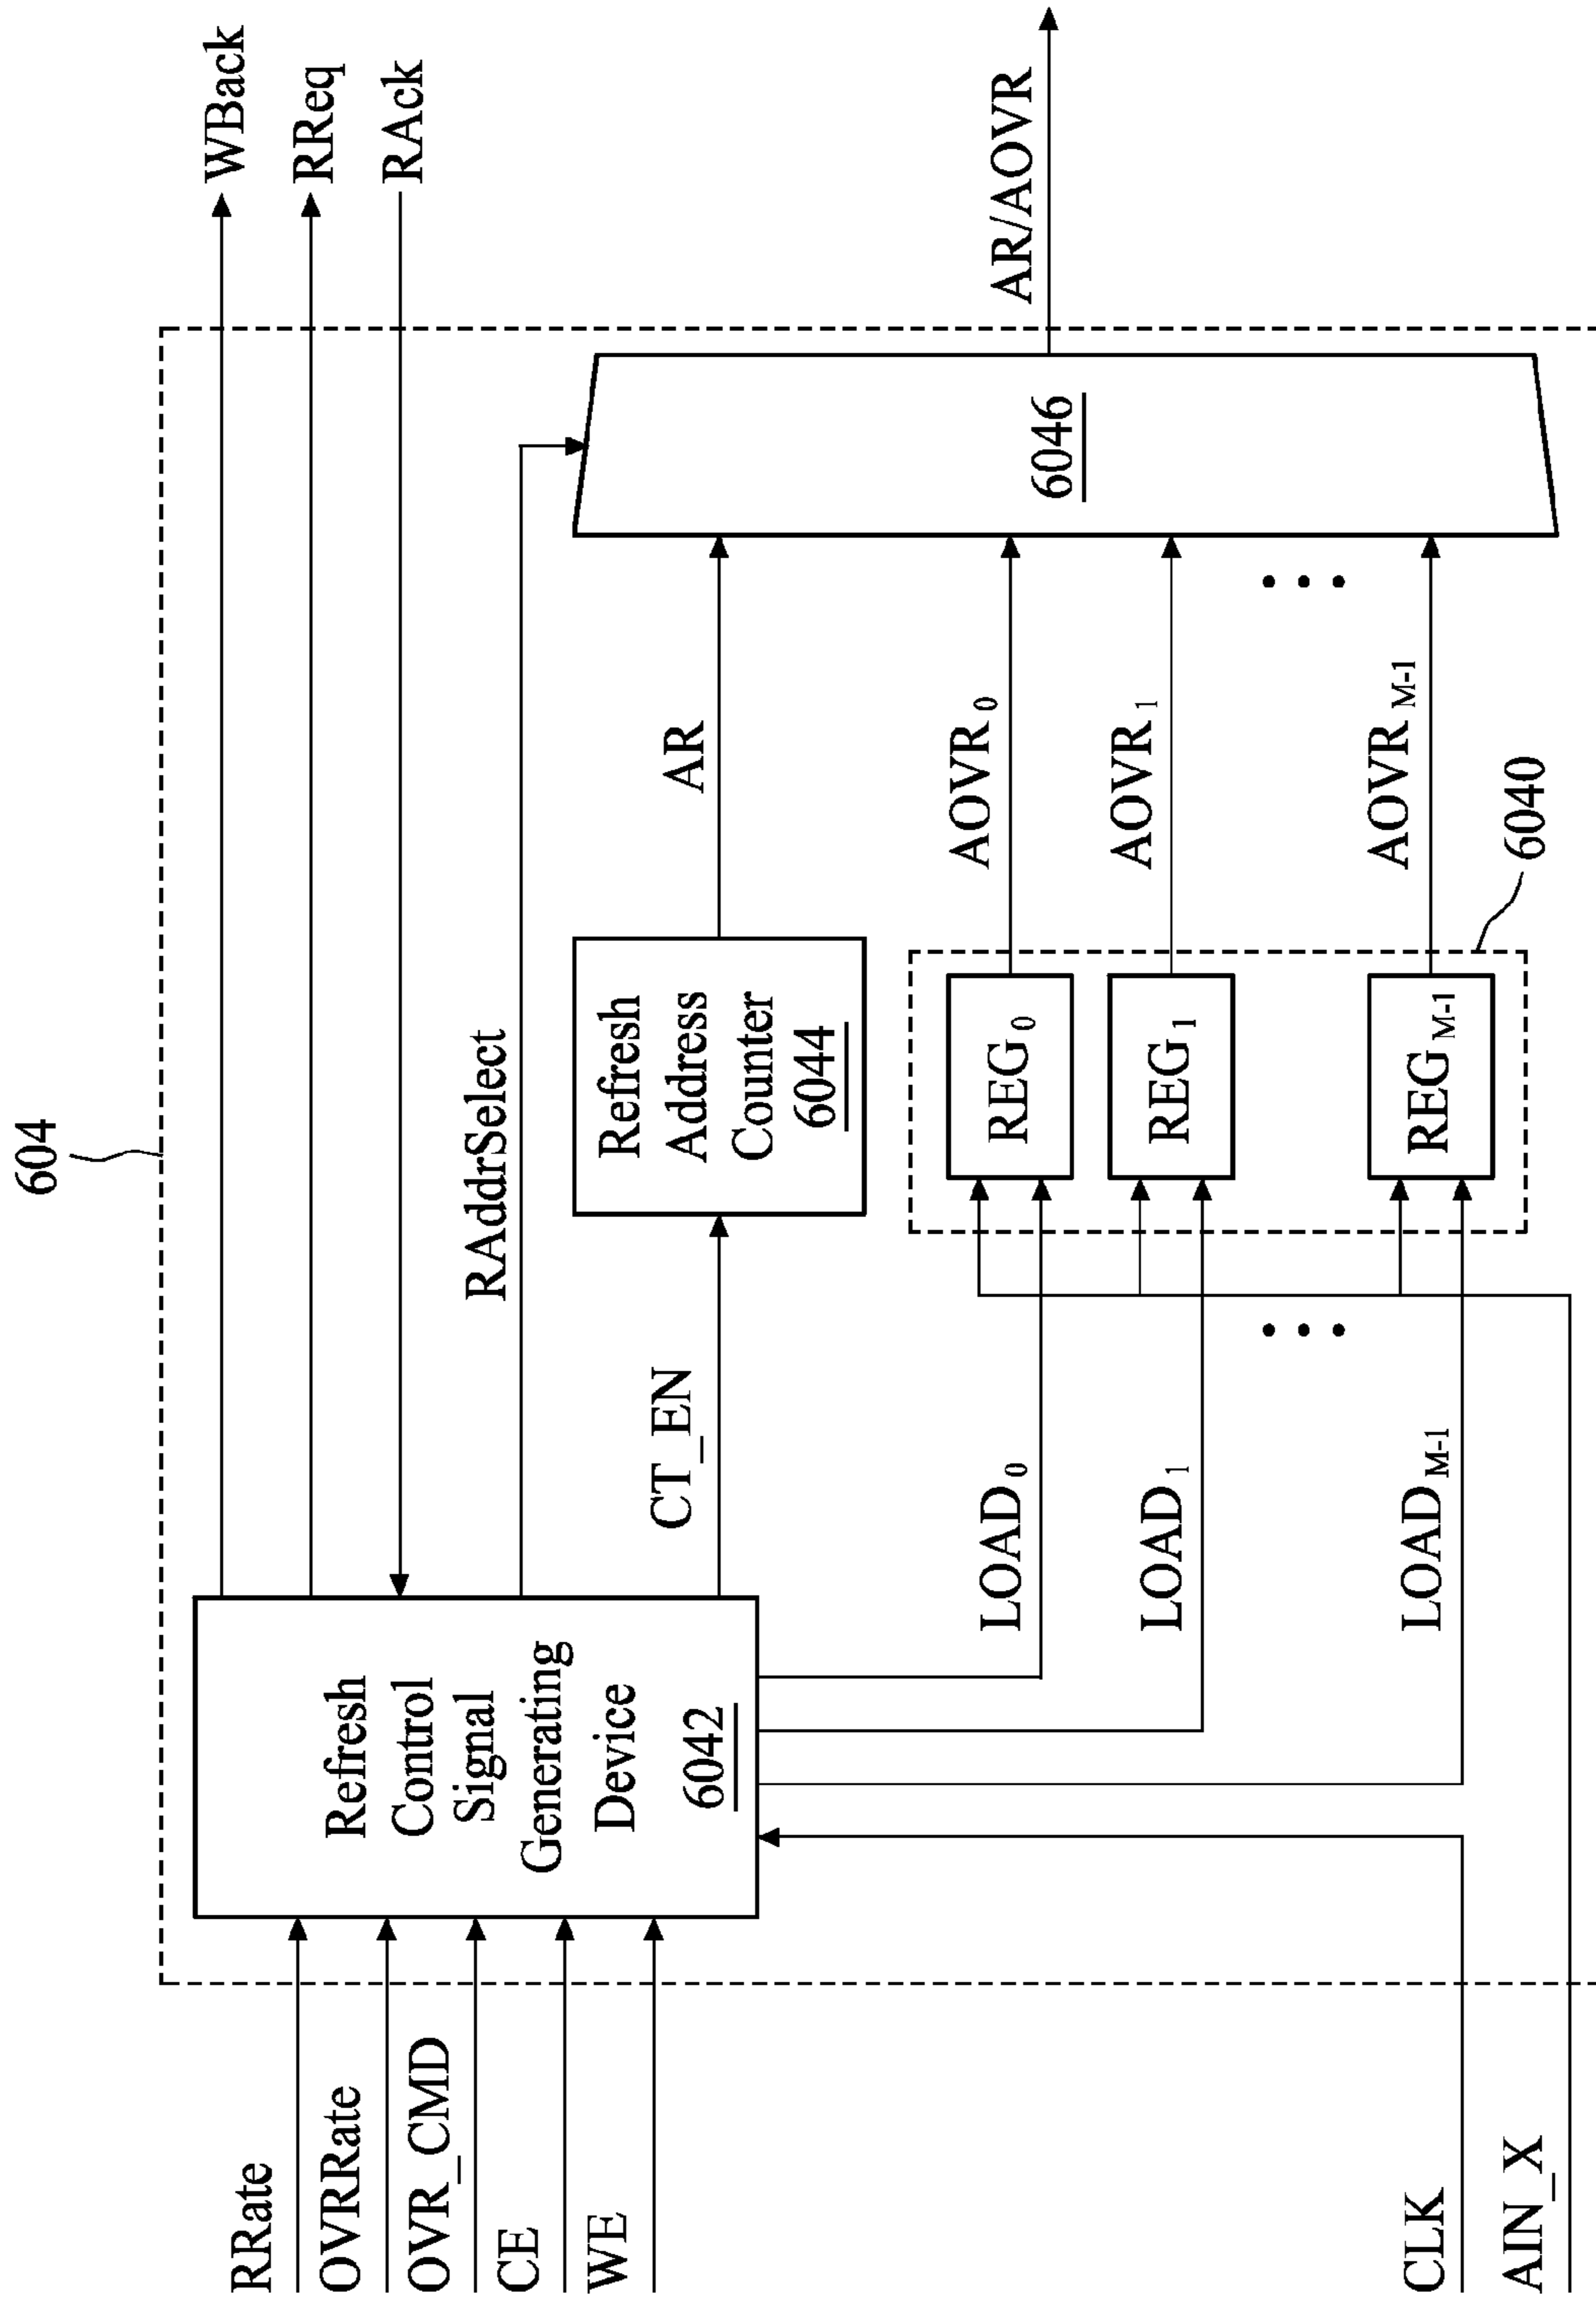 604
WBack
RReq
RAck
RRate
OVRRate
OVR_CMD
CE
WE
Refresh
Control
Signal
Generating
Device
6042
RAddrSelect
CT_EN
Refresh
Address
Counter
6044
AR
6046
AR/AOVR
LOAD0
REG0
AOVR0
LOAD1
REG1
AOVR1
LOADM-1
REGM-1
AOVRM-1
6040
CLK
AIN_X